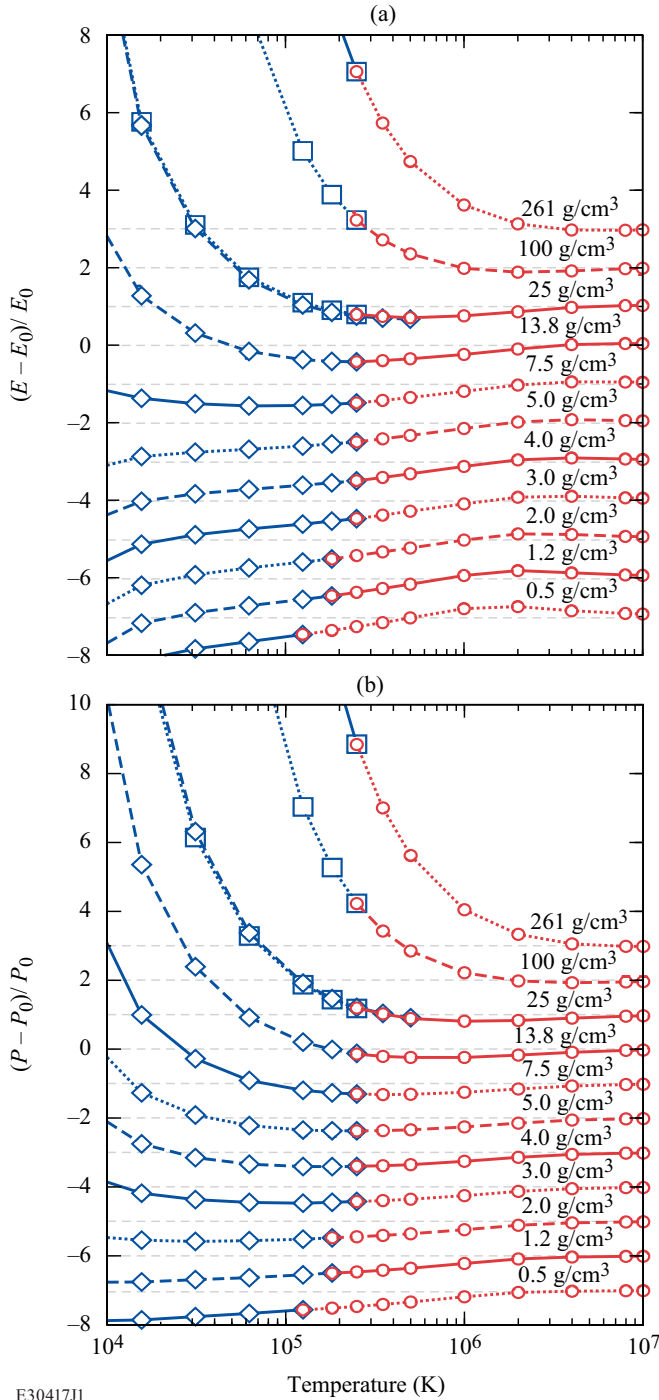 (a)
8
6
4
2
0
–2
–4
–6
–8
(E – E0)/ E0
261 g/cm3
100 g/cm3
25 g/cm3
13.8 g/cm3
7.5 g/cm3
5.0 g/cm3
4.0 g/cm3
3.0 g/cm3
2.0 g/cm3
1.2 g/cm3
0.5 g/cm3
(b)
10
8
6
4
2
0
–2
–4
–6
–8
(P – P0)/ P0
261 g/cm3
100 g/cm3
25 g/cm3
13.8 g/cm3
7.5 g/cm3
5.0 g/cm3
4.0 g/cm3
3.0 g/cm3
2.0 g/cm3
1.2 g/cm3
0.5 g/cm3
104 105 106 107
Temperature (K)
E30417J1